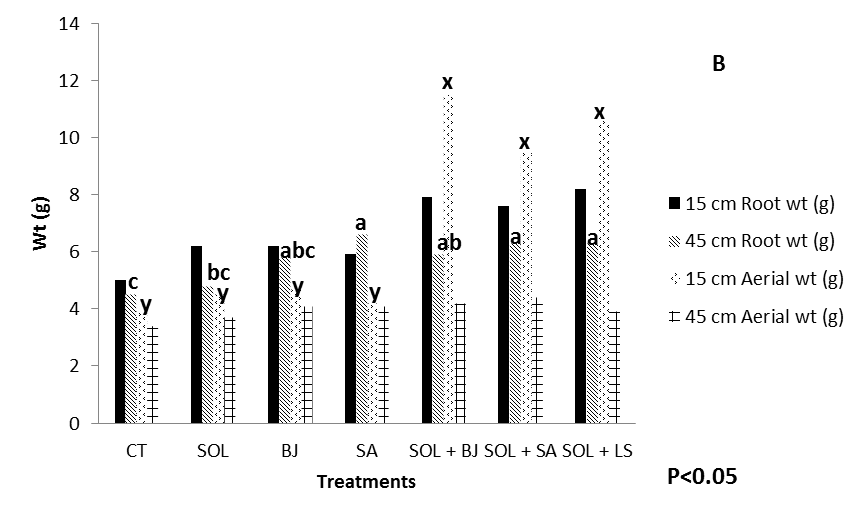 B
Wt (g)
14
12
10
8
6
4
2
0
c
y
bc
y
abc
y
a
y
ab
x
a
x
a
x
CT SOL BJ SA SOL + BJ SOL + SA SOL + LS
Treatments
15 cm Root wt (g)
45 cm Root wt (g)
15 cm Aerial wt (g)
45 cm Aerial wt (g)
P<0.05